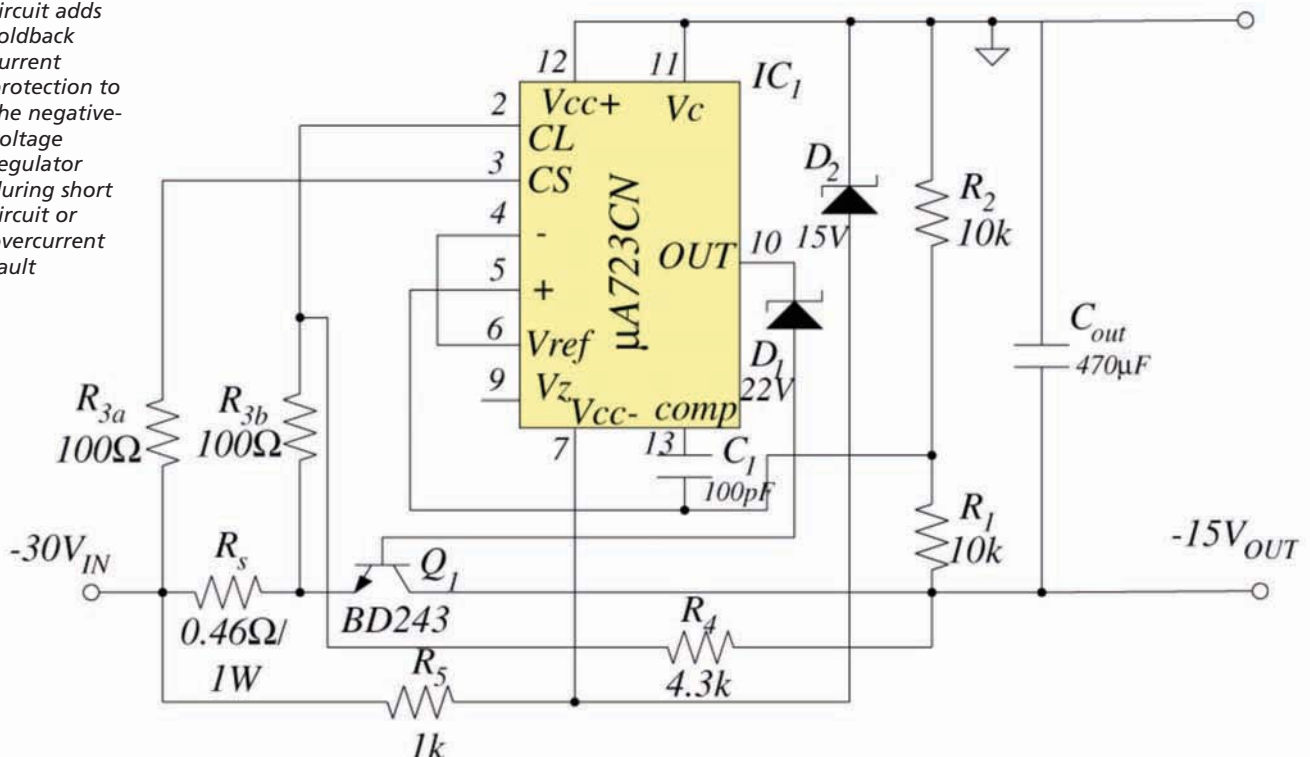 ircuit adds
oldback
urrent
rotection to
he negative-
oltage
egulator
uring short
ircuit or
vercurrent
ault
12
11
IC1
2
Vcc+
Vc
CL
3
CS
4
-
5
+
6
Vref
9
Vz
Vcc-
comp
7
13
µA723CN
OUT
10
D2
15V
D1
22V
C1
100pF
R2
10k
Cout
470µF
R1
10k
R3a
100Ω
R3b
100Ω
-30VIN
Rs
0.46Ω/
1W
Q1
BD243
R4
4.3k
R5
1k
-15VOUT